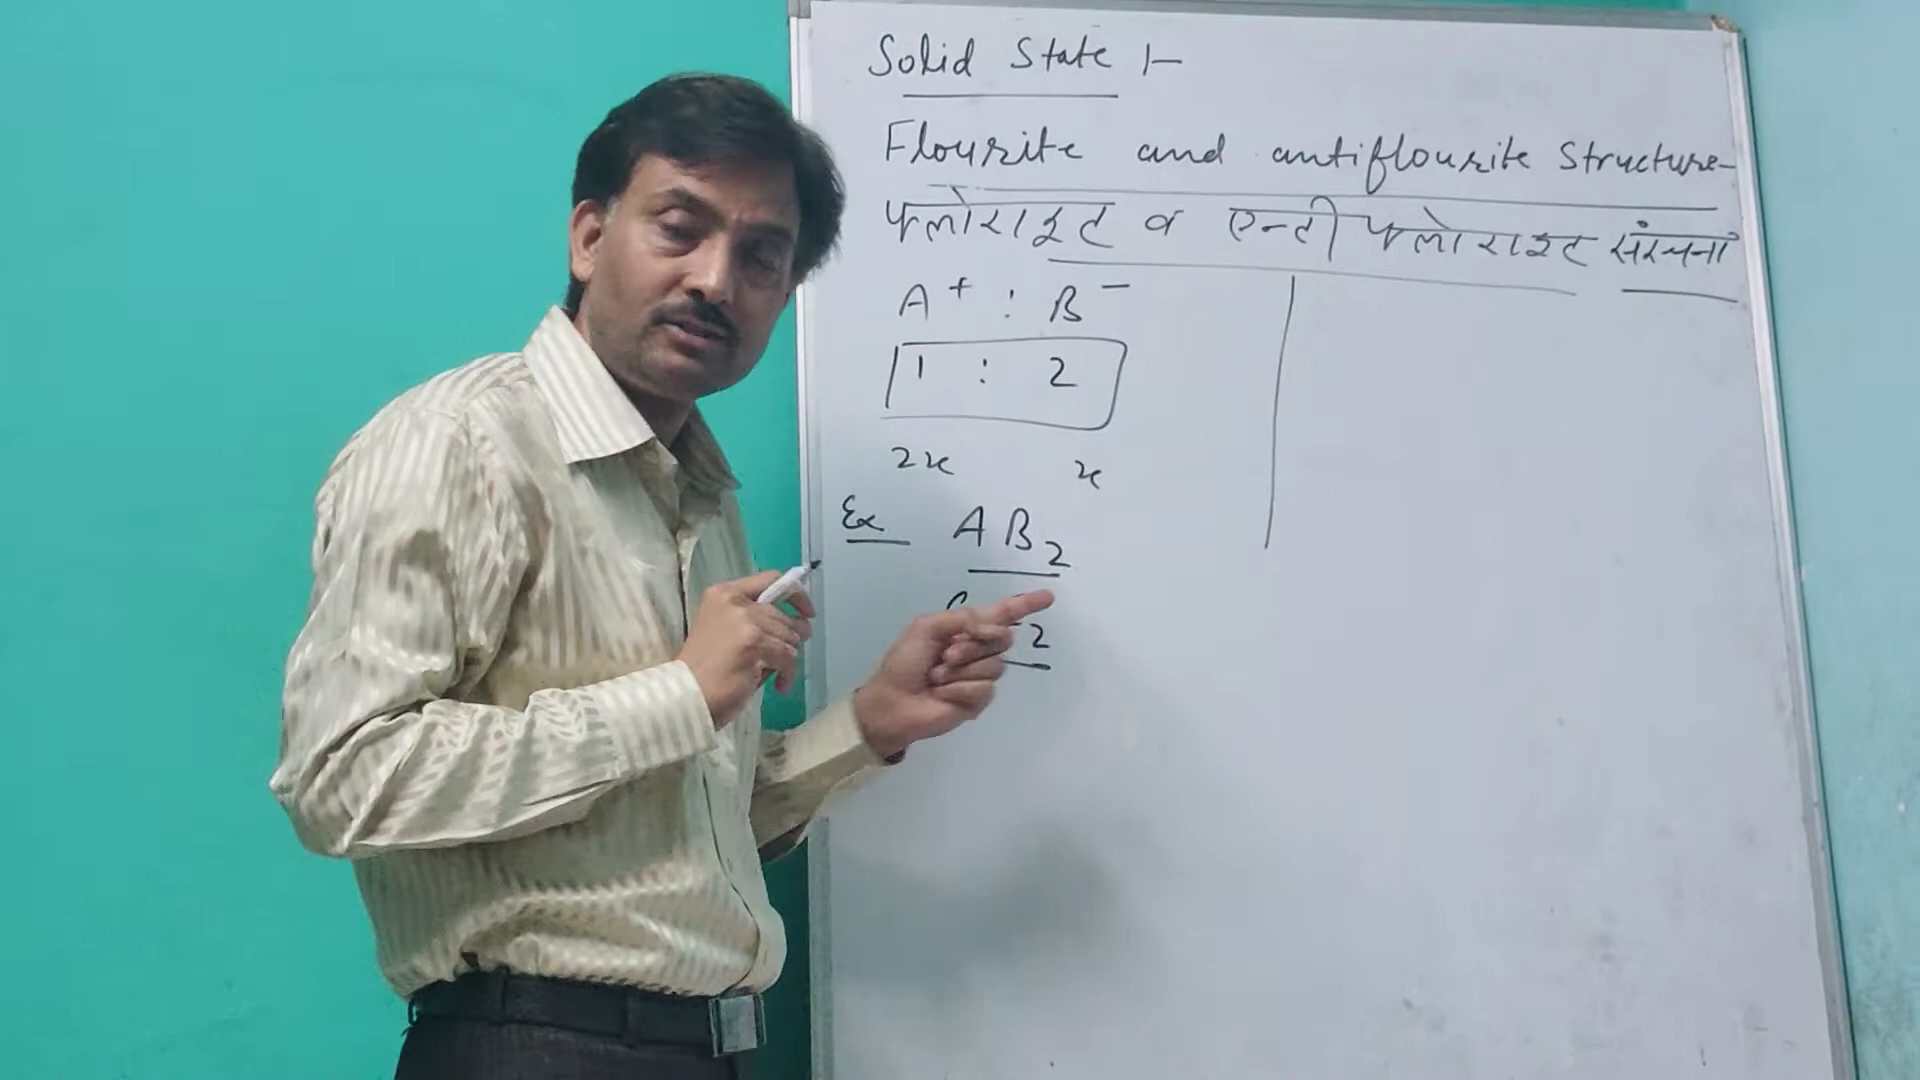 Solid State :-
Flourite and antiflourite Structure-
फ्लोराइट व एन्टी फ्लोराइट संरचना
A⁺ : B⁻
1 : 2
2x x
Ex AB₂